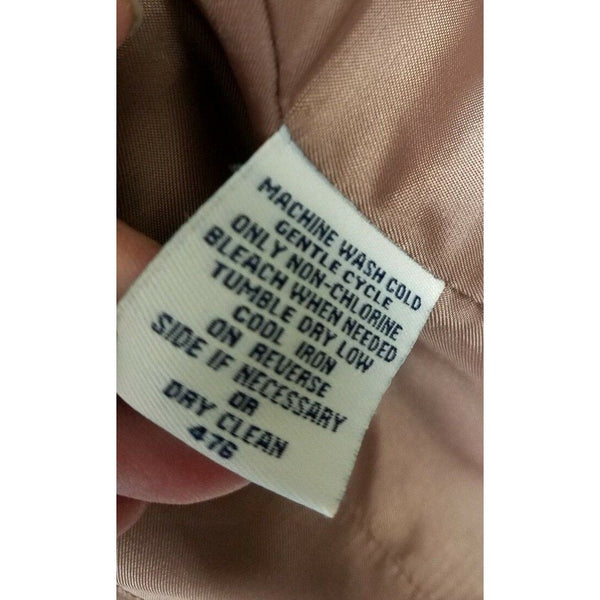 MACHINE WASH COLD
GENTLE CYCLE
ONLY NON-CHLORINE
BLEACH WHEN NEEDED
TUMBLE DRY LOW
COOL IRON
ON REVERSE
SIDE IF NECESSARY
OR
DRY CLEAN
476